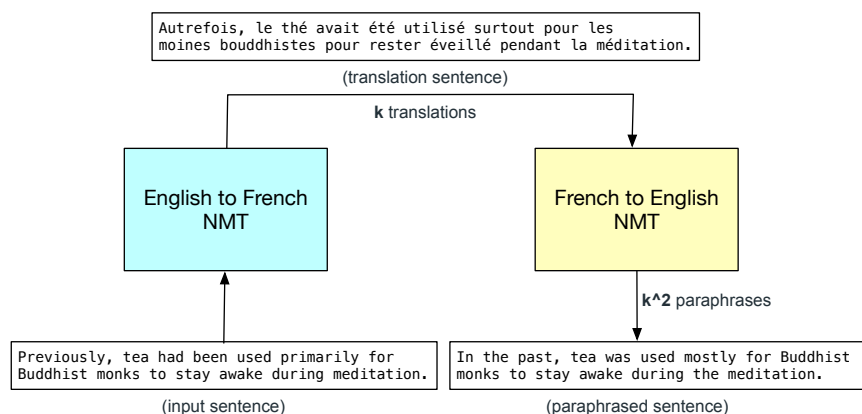 Autrefois, le thé avait été utilisé surtout pour les
moines bouddhistes pour rester éveillé pendant la méditation.
(translation sentence)
k translations
English to French
NMT
French to English
NMT
k^2 paraphrases
Previously, tea had been used primarily for
Buddhist monks to stay awake during meditation.
(input sentence)
In the past, tea was used mostly for Buddhist
monks to stay awake during the meditation.
(paraphrased sentence)